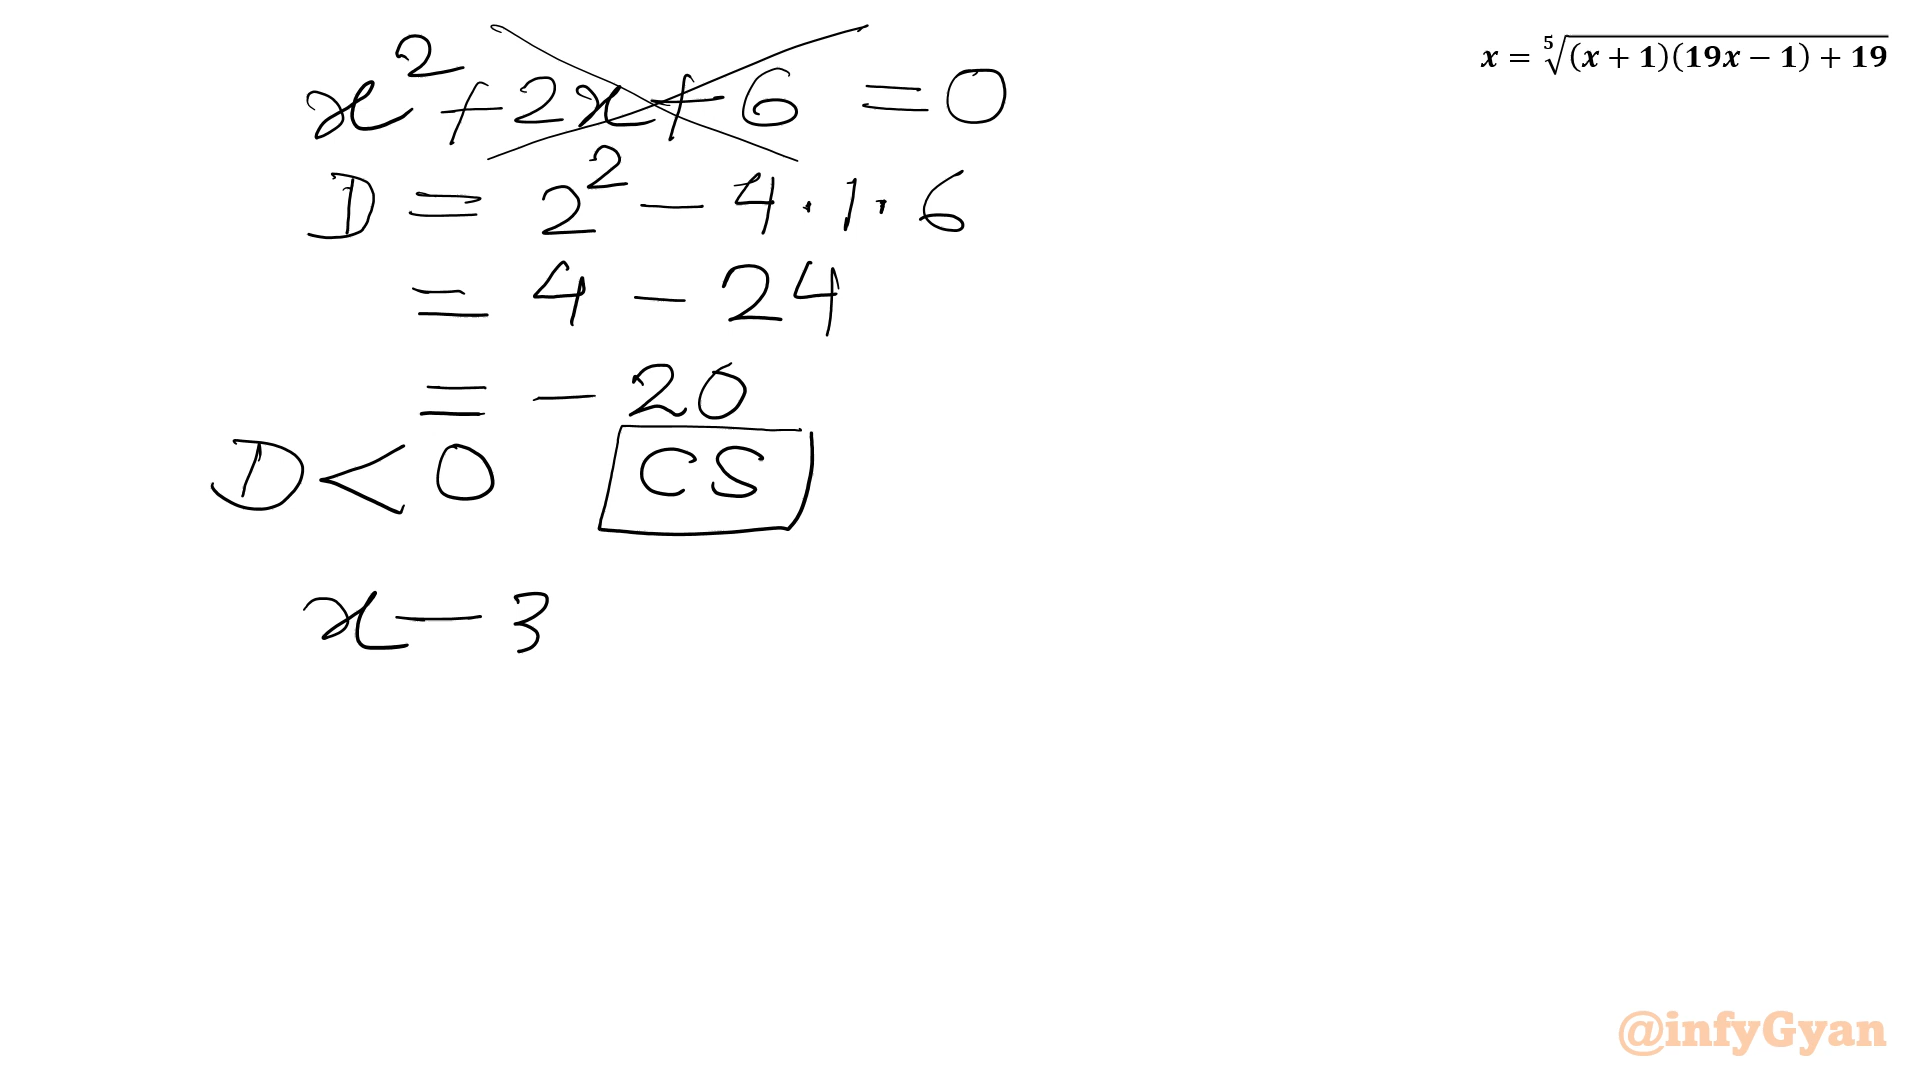 x² + 2x + 6 = 0
x = ⁵√((x + 1)(19x − 1) + 19)
D = 2² − 4 · 1 · 6
= 4 − 24
= − 20
D < 0 CS
x − 3
@infyGyan